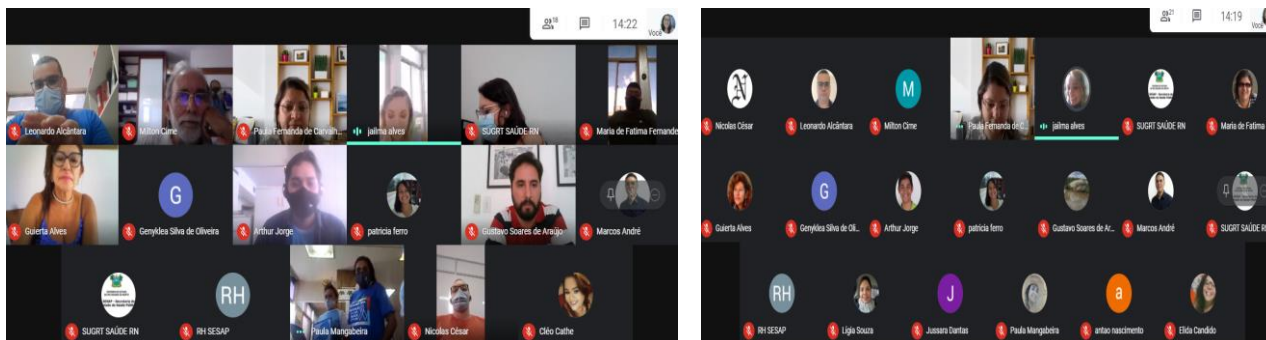 18 14:22 Você
Leonardo Alcântara Milton Cirne Paula Fernanda de Carvalh... jailma alves SUGRT SAÚDE RN Maria de Fatima Fernande
Guierta Alves G Genyklea Silva de Oliveira Arthur Jorge patricia ferro Gustavo Soares de Araújo Marcos André
SUGRT SAÚDE RN RH RH SESAP Paula Mangabeira Nicolas César Cléo Cathe
21 14:19 Você
N Nicolas César Leonardo Alcântara M Milton Cirne Paula Fernanda de C... jailma alves SUGRT SAÚDE RN Maria de Fatima
Guierta Alves G Genyklea Silva de Oli... Arthur Jorge patricia ferro Gustavo Soares de Ar... Marcos André SUGRT SAÚDE R
RH RH SESAP Lígia Souza J Jussara Dantas Paula Mangabeira a antao nascimento Elida Candido